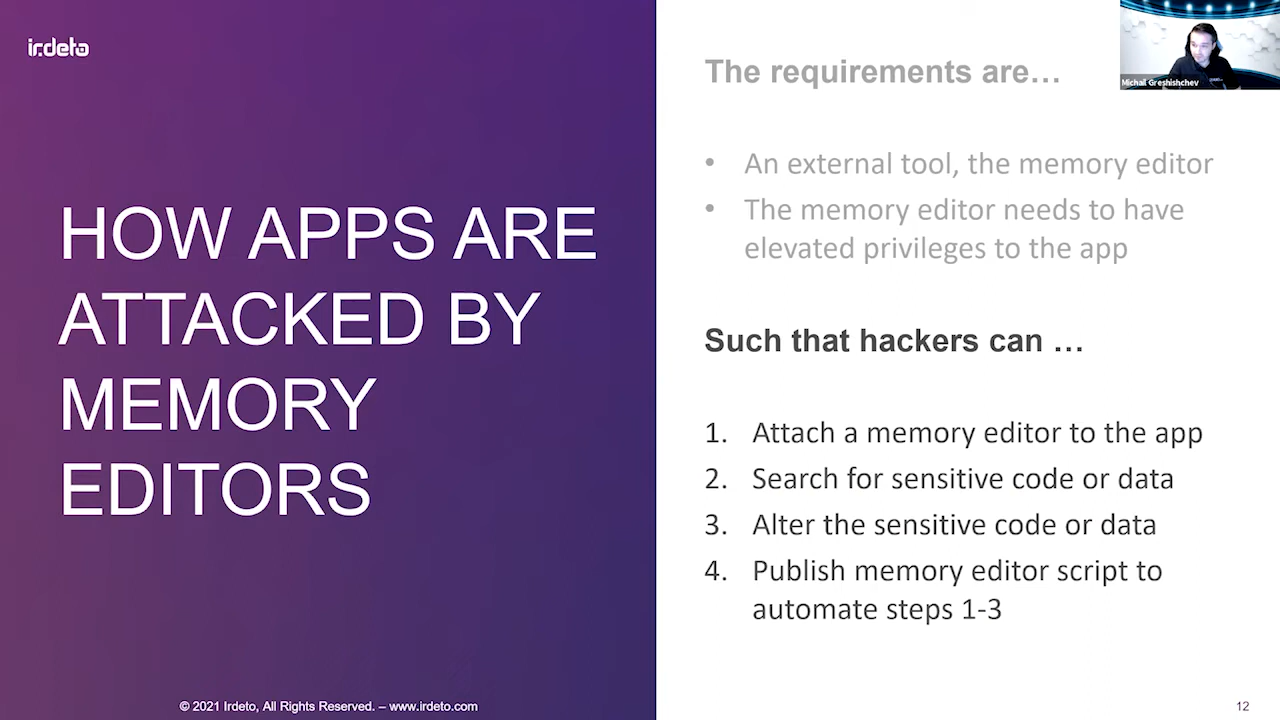 irdeto
HOW APPS ARE
ATTACKED BY
MEMORY
EDITORS
© 2021 Irdeto, All Rights Reserved. – www.irdeto.com
The requirements are…
• An external tool, the memory editor
• The memory editor needs to have
elevated privileges to the app
Such that hackers can …
1. Attach a memory editor to the app
2. Search for sensitive code or data
3. Alter the sensitive code or data
4. Publish memory editor script to
automate steps 1-3
12
Michail Greshishchev